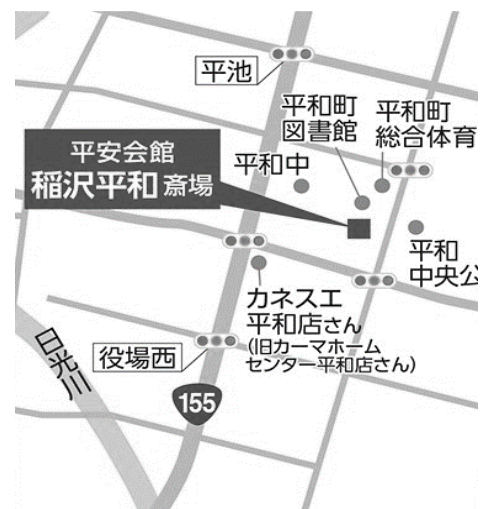 平池
平和町
図書館
平和町
総合体育
平安会館
稲沢平和斎場
平和中
平和
中央公
カネスエ
平和店さん
(旧カーマホーム
センター平和店さん)
役場西
日光川
155